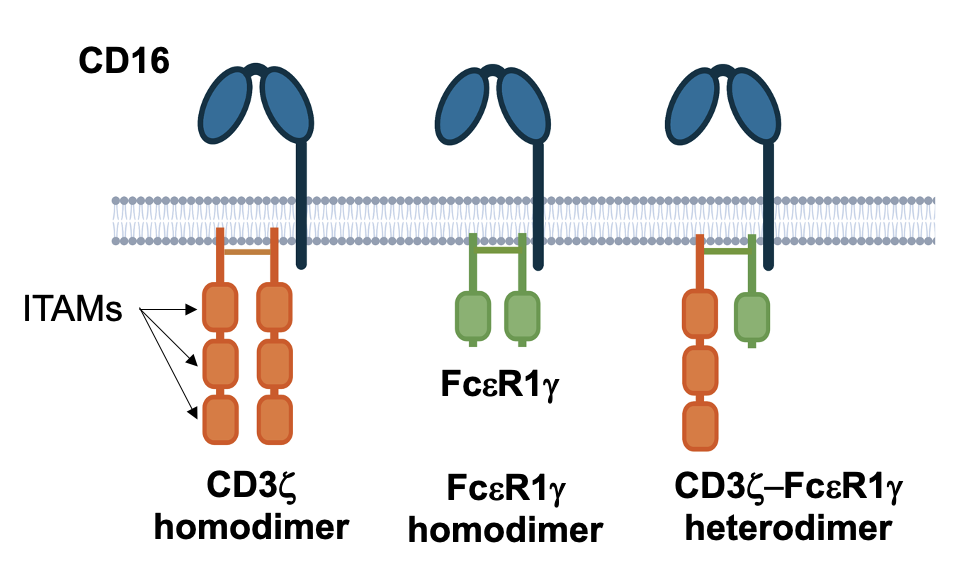 CD16
ITAMs
FcεR1γ
CD3ζ
homodimer
FcεR1γ
homodimer
CD3ζ–FcεR1γ
heterodimer